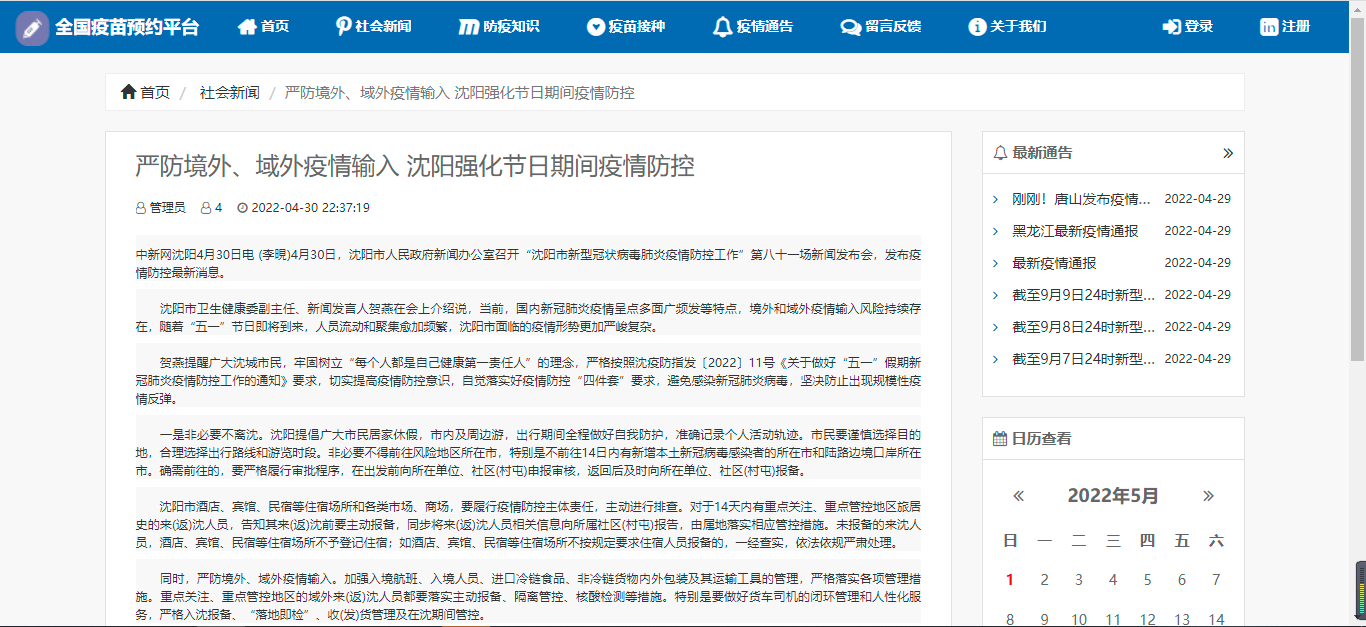 全国疫苗预约平台 首页 社会新闻 防疫知识 疫苗接种 疫情通告 留言反馈 关于我们 登录 注册
首页 / 社会新闻 / 严防境外、域外疫情输入 沈阳强化节日期间疫情防控
严防境外、域外疫情输入 沈阳强化节日期间疫情防控
管理员 4 2022-04-30 22:37:19
中新网沈阳4月30日电 (李晛)4月30日，沈阳市人民政府新闻办公室召开“沈阳市新型冠状病毒肺炎疫情防控工作”第八十一场新闻发布会，发布疫
情防控最新消息。
沈阳市卫生健康委副主任、新闻发言人贺燕在会上介绍说，当前，国内新冠肺炎疫情呈点多面广频发等特点，境外和域外疫情输入风险持续存
在，随着“五一”节日即将到来，人员流动和聚集愈加频繁，沈阳市面临的疫情形势更加严峻复杂。
贺燕提醒广大沈城市民，牢固树立“每个人都是自己健康第一责任人”的理念，严格按照沈疫防指发〔2022〕11号《关于做好“五一”假期新
冠肺炎疫情防控工作的通知》要求，切实提高疫情防控意识，自觉落实好疫情防控“四件套”要求，避免感染新冠肺炎病毒，坚决防止出现规模性疫
情反弹。
一是非必要不离沈。沈阳提倡广大市民居家休假，市内及周边游，出行期间全程做好自我防护，准确记录个人活动轨迹。市民要谨慎选择目的
地，合理选择出行路线和游览时段。非必要不得前往风险地区所在市，特别是不前往14日内有新增本土新冠病毒感染者的所在市和陆路边境口岸所在
市。确需前往的，要严格履行审批程序，在出发前向所在单位、社区(村屯)申报审核，返回后及时向所在单位、社区(村屯)报备。
沈阳市酒店、宾馆、民宿等住宿场所和各类市场、商场，要履行疫情防控主体责任，主动进行排查。对于14天内有重点关注、重点管控地区旅居
史的来(返)沈人员，告知其来(返)沈前要主动报备，同步将来(返)沈人员相关信息向所属社区(村屯)报告，由属地落实相应管控措施。未报备的来沈人
员，酒店、宾馆、民宿等住宿场所不予登记住宿；如酒店、宾馆、民宿等住宿场所不按规定要求住宿人员报备的，一经查实，依法依规严肃处理。
同时，严防境外、域外疫情输入。加强入境航班、入境人员、进口冷链食品、非冷链货物内外包装及其运输工具的管理，严格落实各项管理措
施。重点关注、重点管控地区的域外来(返)沈人员都要落实主动报备、隔离管控、核酸检测等措施。特别是要做好货车司机的闭环管理和人性化服
务，严格入沈报备、“落地即检”、收(发)货管理及在沈期间管控。
最新通告 »
刚刚！唐山发布疫情... 2022-04-29
黑龙江最新疫情通报 2022-04-29
最新疫情通报 2022-04-29
截至9月9日24时新型... 2022-04-29
截至9月8日24时新型... 2022-04-29
截至9月7日24时新型... 2022-04-29
日历查看
« 2022年5月 »
日 一 二 三 四 五 六
1 2 3 4 5 6 7
8 9 10 11 12 13 14